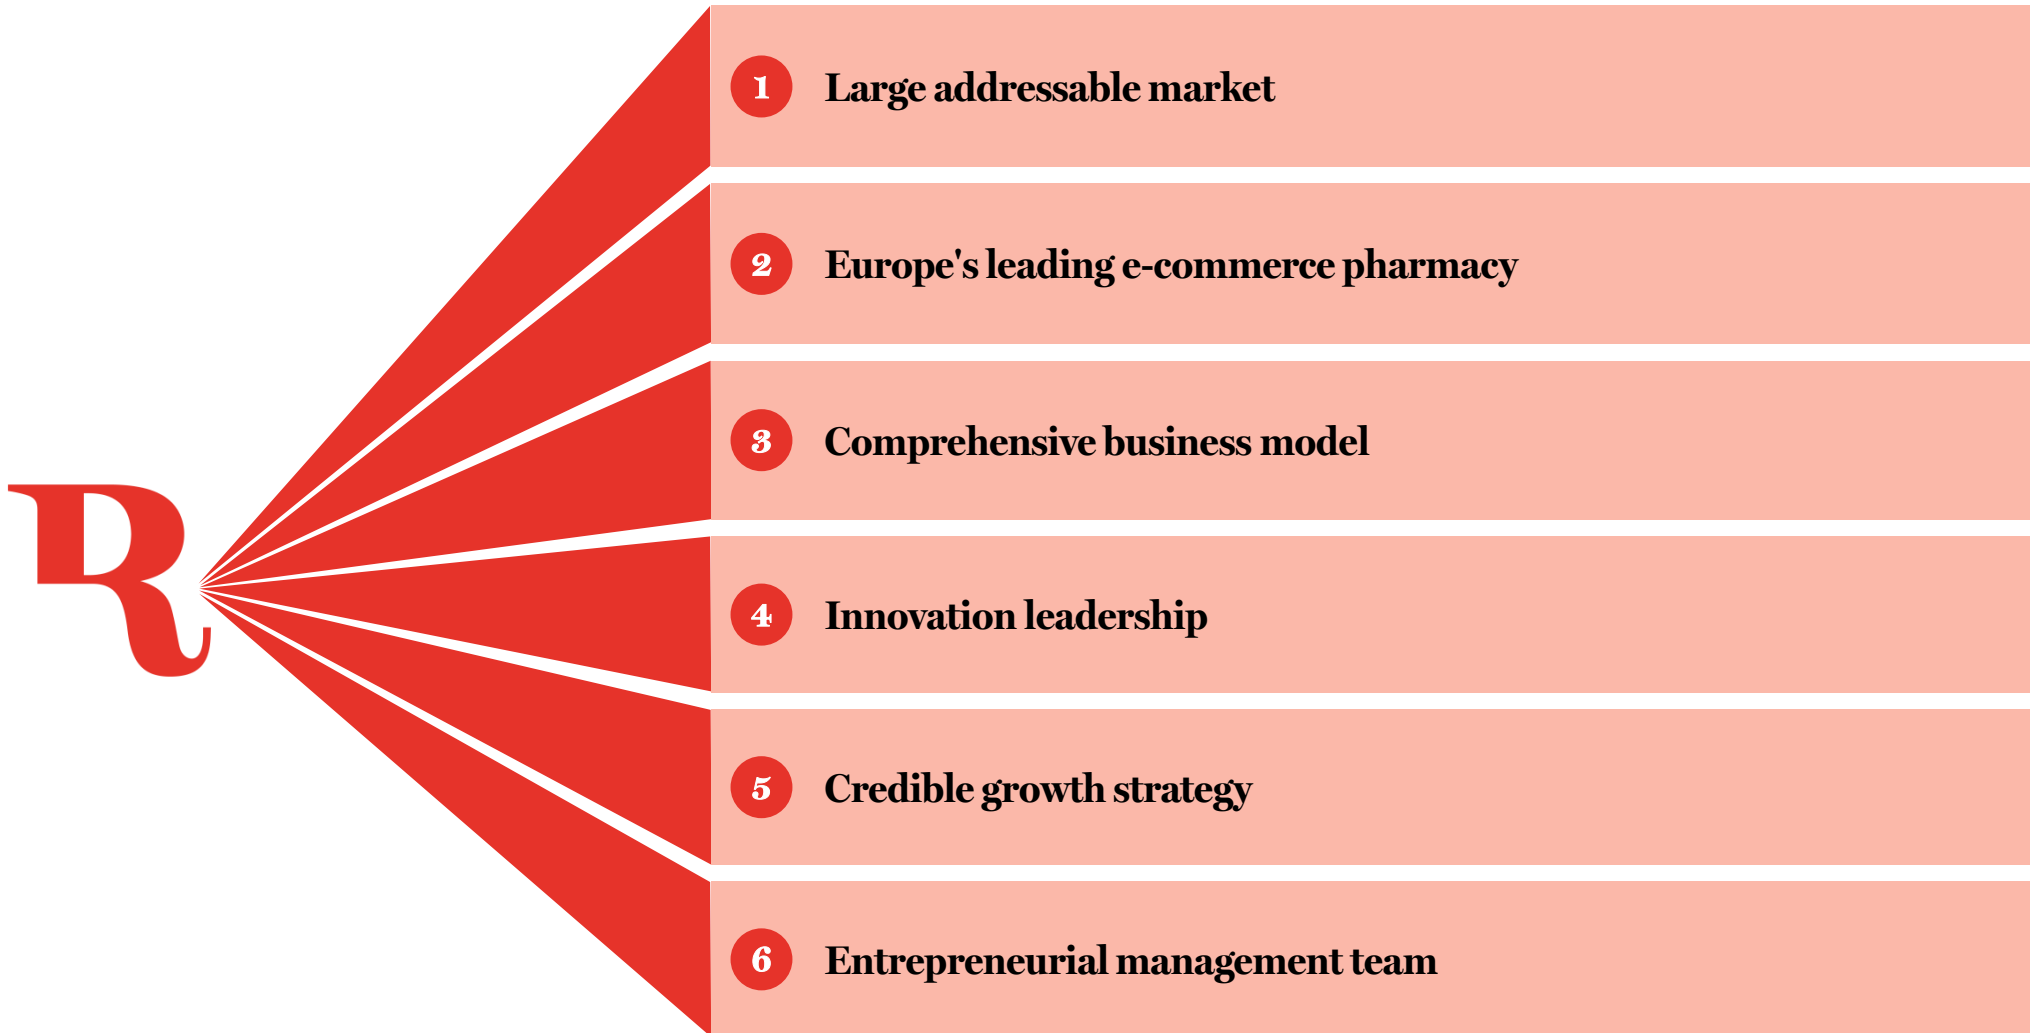 R
1 Large addressable market
2 Europe's leading e-commerce pharmacy
3 Comprehensive business model
4 Innovation leadership
5 Credible growth strategy
6 Entrepreneurial management team